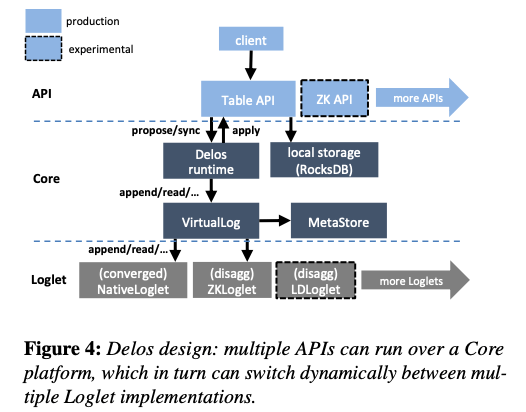 production
experimental
client
API
Table API
ZK API
more APIs
propose/sync
apply
Core
Delos
runtime
local storage
(RocksDB)
append/read/...
VirtualLog
MetaStore
append/read/...
Loglet
(converged)
NativeLoglet
(disagg)
ZKLoglet
(disagg)
LDLoglet
more Loglets
Figure 4: Delos design: multiple APIs can run over a Core
platform, which in turn can switch dynamically between mul-
tiple Loglet implementations.